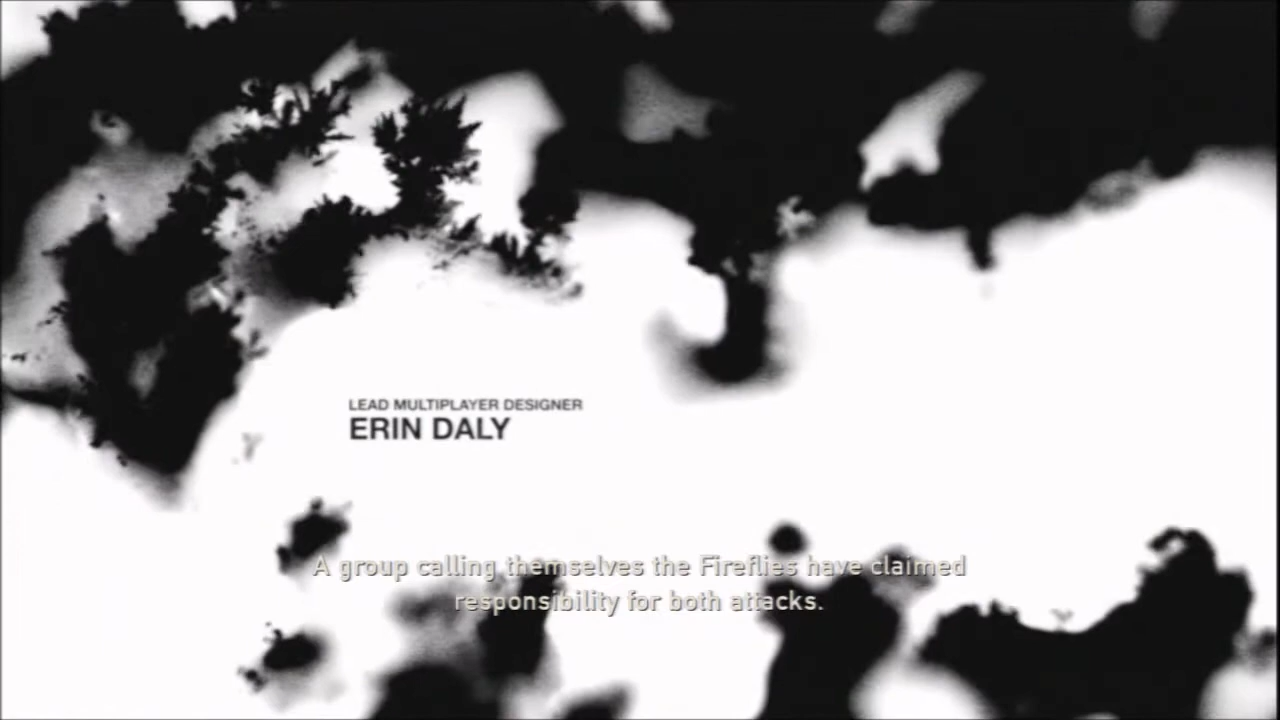 LEAD MULTIPLAYER DESIGNER
ERIN DALY
A group calling themselves the Fireflies have claimed
responsibility for both attacks.